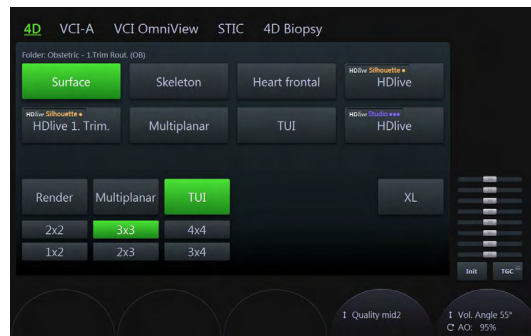 4D VCI-A VCI OmniView STIC 4D Biopsy
Folder: Obstetric - 1.Trim Rout. (OB)
Surface Skeleton Heart frontal HDlive Silhouette HDlive
HDlive Silhouette HDlive 1. Trim. Multiplanar TUI HDlive Studio HDlive
Render Multiplanar TUI XL
2x2 3x3 4x4
1x2 2x3 3x4
Init TGC
Quality mid2 Vol. Angle 55°
AO: 95%